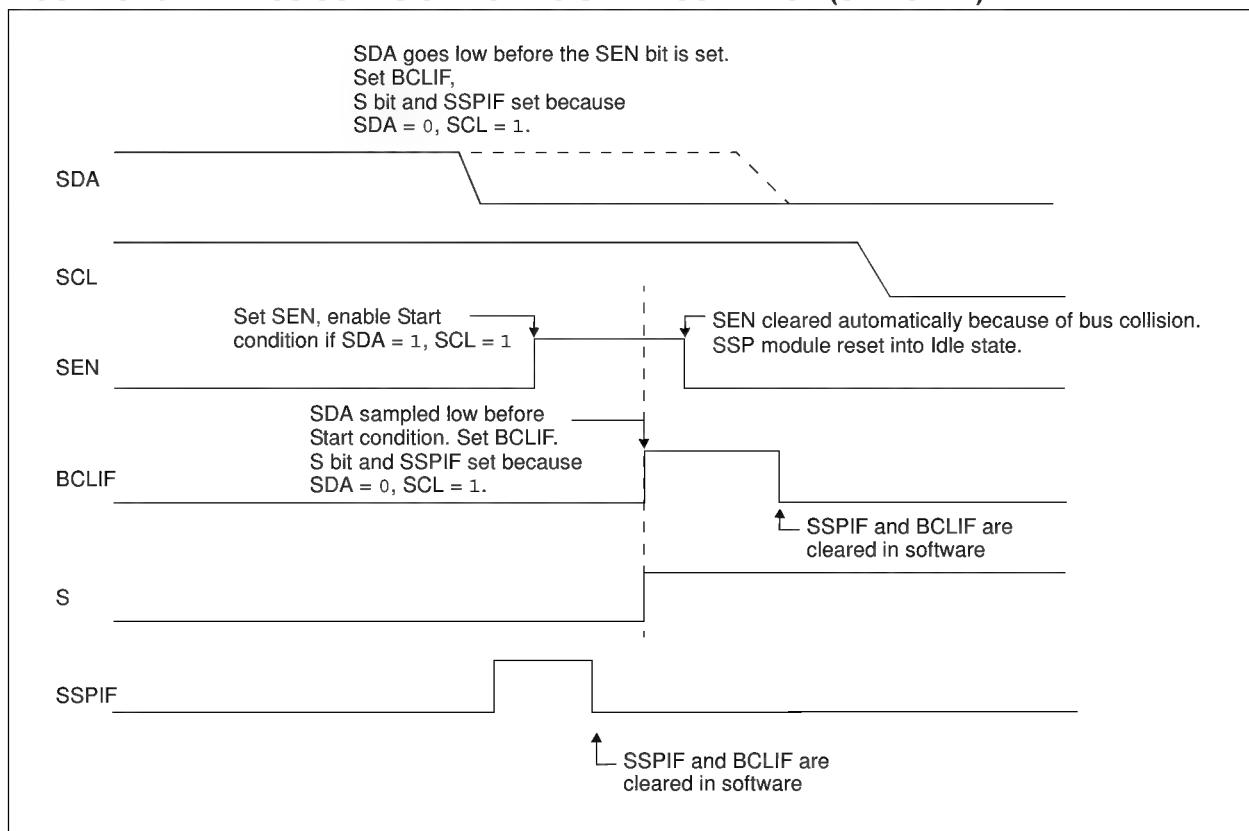 SDA goes low before the SEN bit is set.
Set BCLIF,
S bit and SSPIF set because
SDA = 0, SCL = 1.
SDA
SCL
Set SEN, enable Start
condition if SDA = 1, SCL = 1
SEN cleared automatically because of bus collision.
SSP module reset into Idle state.
SEN
SDA sampled low before
Start condition. Set BCLIF.
S bit and SSPIF set because
SDA = 0, SCL = 1.
BCLIF
SSPIF and BCLIF are
cleared in software
S
SSPIF
SSPIF and BCLIF are
cleared in software